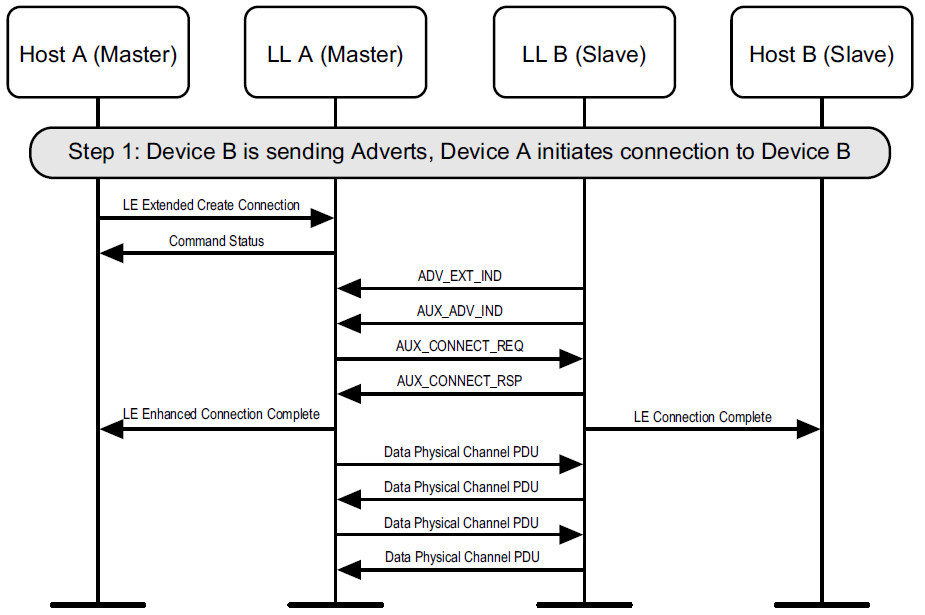 Host A (Master)
LL A (Master)
LL B (Slave)
Host B (Slave)
Step 1: Device B is sending Adverts, Device A initiates connection to Device B
LE Extended Create Connection
Command Status
ADV_EXT_IND
AUX_ADV_IND
AUX_CONNECT_REQ
AUX_CONNECT_RSP
LE Enhanced Connection Complete
LE Connection Complete
Data Physical Channel PDU
Data Physical Channel PDU
Data Physical Channel PDU
Data Physical Channel PDU